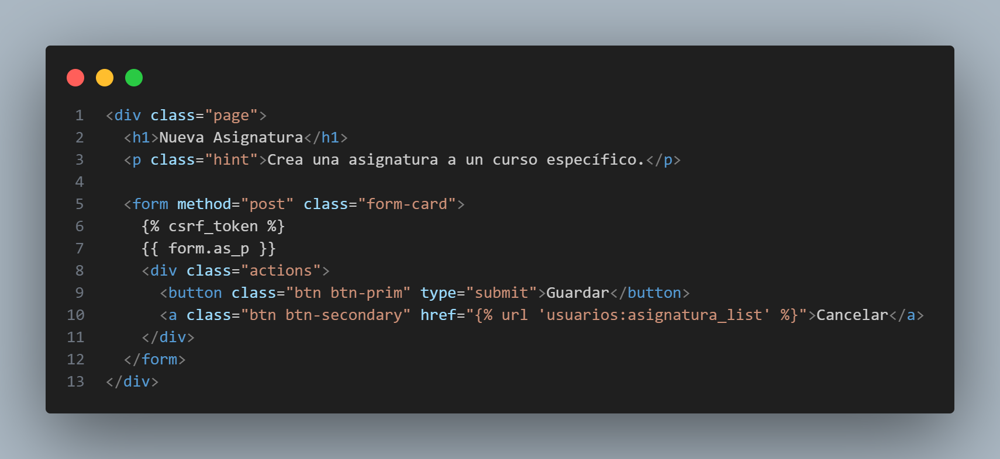 1 <div class="page">
2   <h1>Nueva Asignatura</h1>
3   <p class="hint">Crea una asignatura a un curso específico.</p>
4
5   <form method="post" class="form-card">
6     {% csrf_token %}
7     {{ form.as_p }}
8     <div class="actions">
9       <button class="btn btn-prim" type="submit">Guardar</button>
10       <a class="btn btn-secondary" href="{% url 'usuarios:asignatura_list' %}">Cancelar</a>
11     </div>
12   </form>
13 </div>